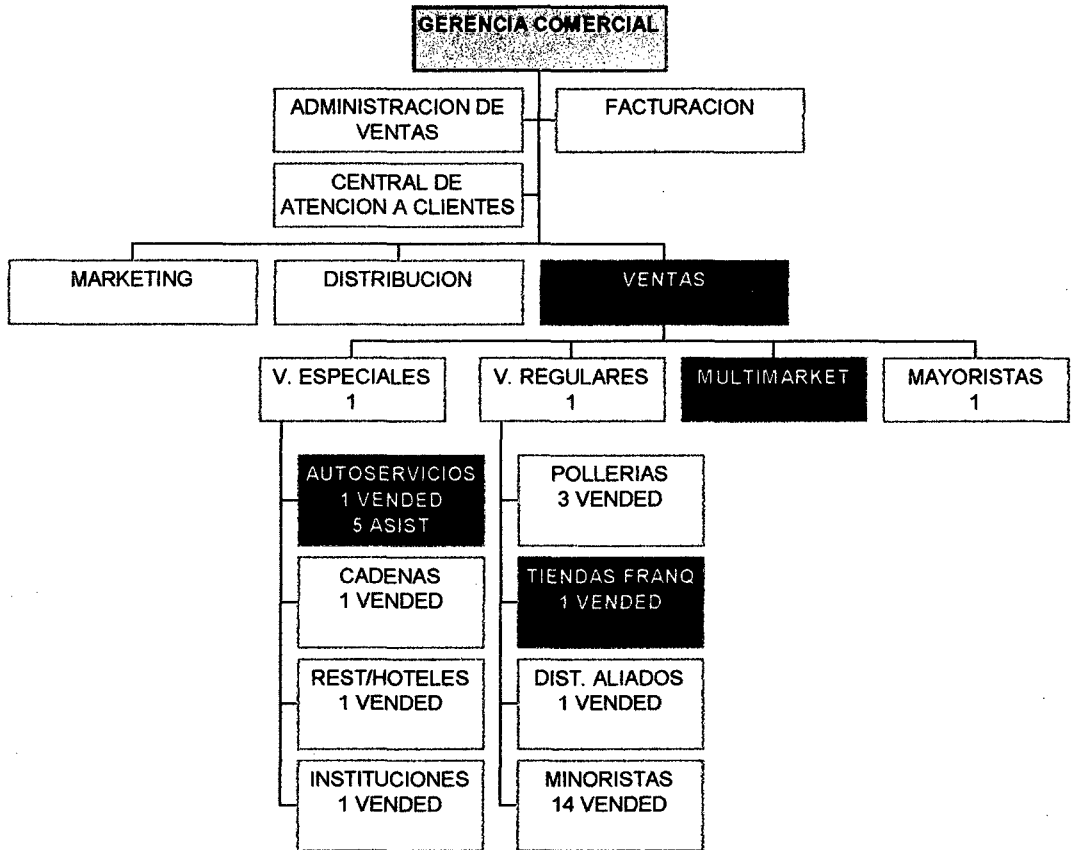 GERENCIA COMERCIAL
ADMINISTRACION DE
VENTAS
FACTURACION
CENTRAL DE
ATENCION A CLIENTES
MARKETING
DISTRIBUCION
VENTAS
V. ESPECIALES
1
V. REGULARES
1
MULTIMARKET
MAYORISTAS
1
AUTOSERVICIOS
1 VENDED
5 ASIST
CADENAS
1 VENDED
REST/HOTELES
1 VENDED
INSTITUCIONES
1 VENDED
POLLERIAS
3 VENDED
TIENDAS FRANQ
1 VENDED
DIST. ALIADOS
1 VENDED
MINORISTAS
14 VENDED